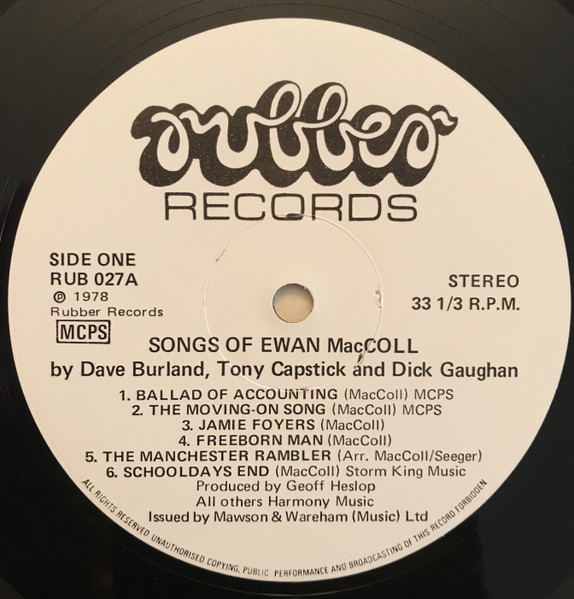 rubber
RECORDS
SIDE ONE
RUB 027A
℗ 1978
Rubber Records
MCPS
STEREO
33 1/3 R.P.M.
SONGS OF EWAN MacCOLL
by Dave Burland, Tony Capstick and Dick Gaughan
1. BALLAD OF ACCOUNTING (MacColl) MCPS
2. THE MOVING-ON SONG (MacColl) MCPS
3. JAMIE FOYERS (MacColl)
4. FREEBORN MAN (MacColl)
5. THE MANCHESTER RAMBLER (Arr. MacColl/Seeger)
6. SCHOOLDAYS END (MacColl) Storm King Music
Produced by Geoff Heslop
All others Harmony Music
Issued by Mawson & Wareham (Music) Ltd
ALL RIGHTS RESERVED UNAUTHORISED COPYING, PUBLIC PERFORMANCE AND BROADCASTING OF THIS RECORD FORBIDDEN